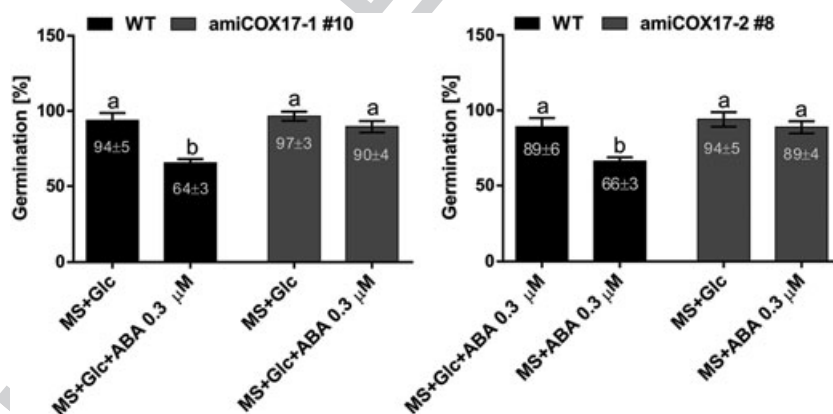 WT amiCOX17-1 #10
Germination [%]
150
100
50
0
a
b
a
a
94±5
64±3
97±3
90±4
MS+Glc
MS+Glc+ABA 0.3 μM
MS+Glc
MS+Glc+ABA 0.3 μM
WT amiCOX17-2 #8
Germination [%]
150
100
50
0
a
b
a
a
89±6
66±3
94±5
89±4
MS+Glc+ABA 0.3 μM
MS+ABA 0.3 μM
MS+Glc
MS+ABA 0.3 μM